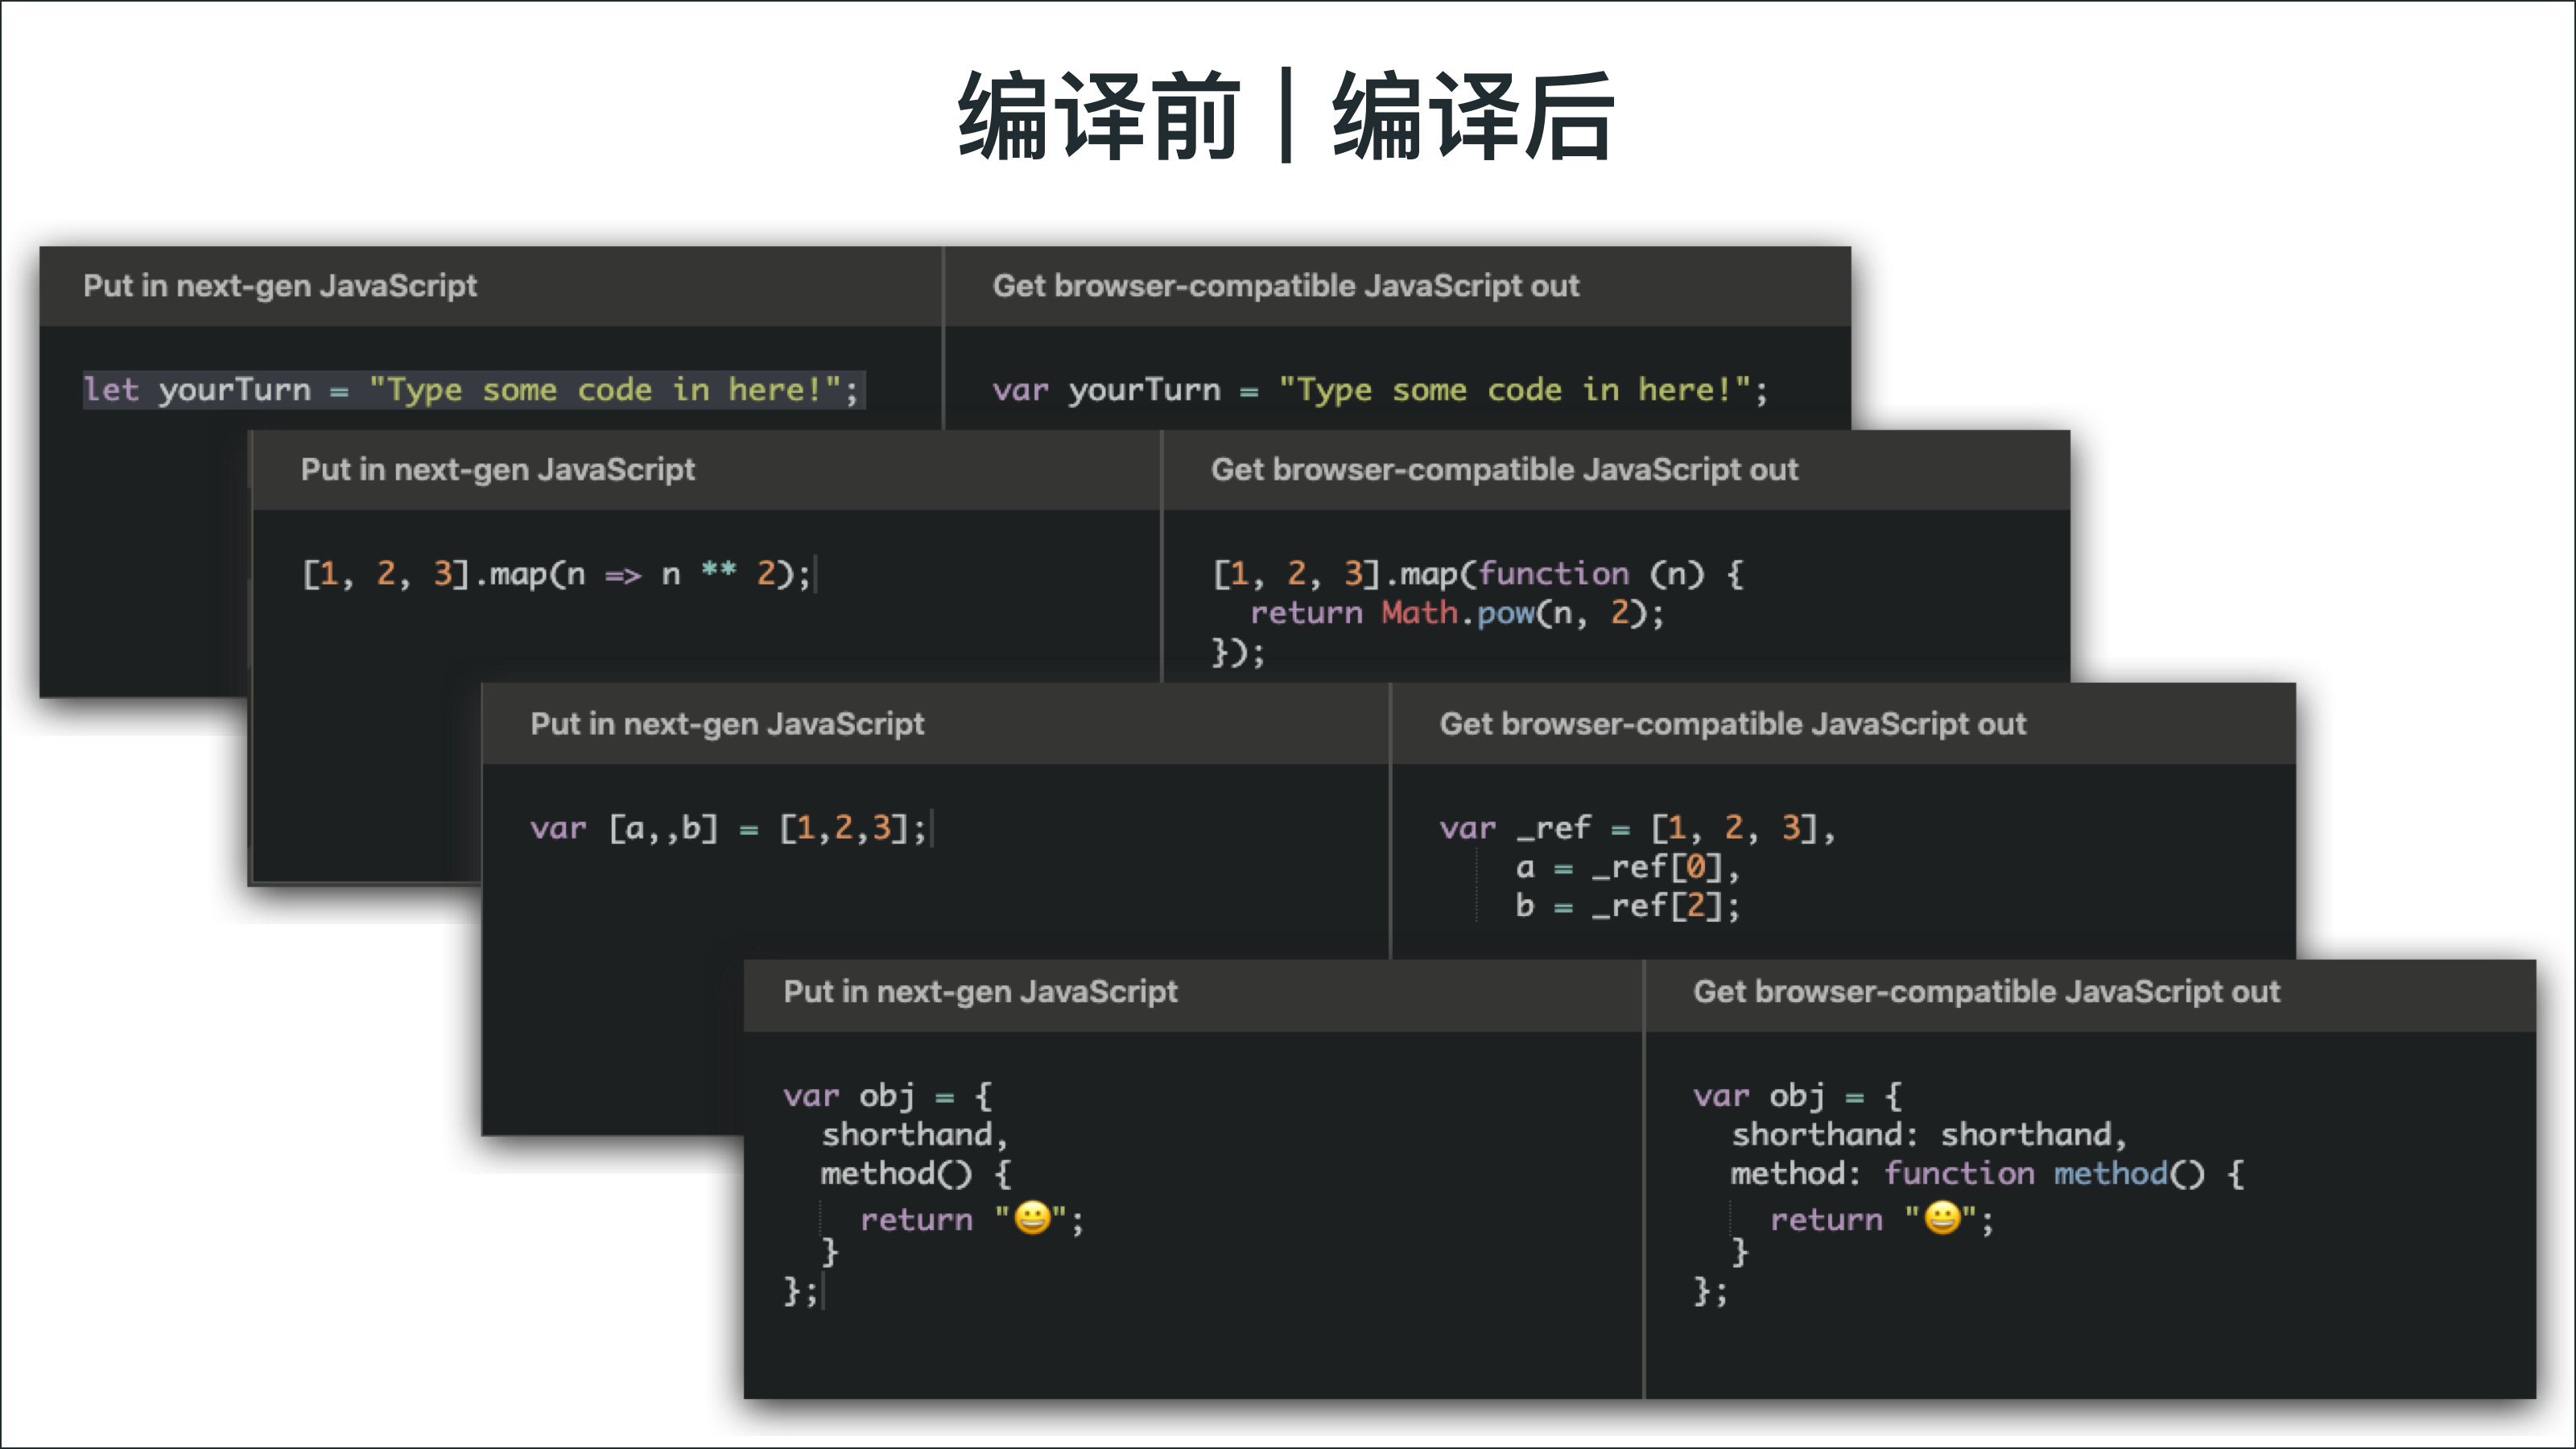 编译前 | 编译后
Put in next-gen JavaScript
let yourTurn = "Type some code in here!";
Get browser-compatible JavaScript out
var yourTurn = "Type some code in here!";
Put in next-gen JavaScript
[1, 2, 3].map(n => n ** 2);
Get browser-compatible JavaScript out
[1, 2, 3].map(function (n) {
  return Math.pow(n, 2);
});
Put in next-gen JavaScript
var [a,,b] = [1,2,3];
Get browser-compatible JavaScript out
var _ref = [1, 2, 3],
    a = _ref[0],
    b = _ref[2];
Put in next-gen JavaScript
var obj = {
  shorthand,
  method() {
    return "😀";
  }
};
Get browser-compatible JavaScript out
var obj = {
  shorthand: shorthand,
  method: function method() {
    return "😀";
  }
};